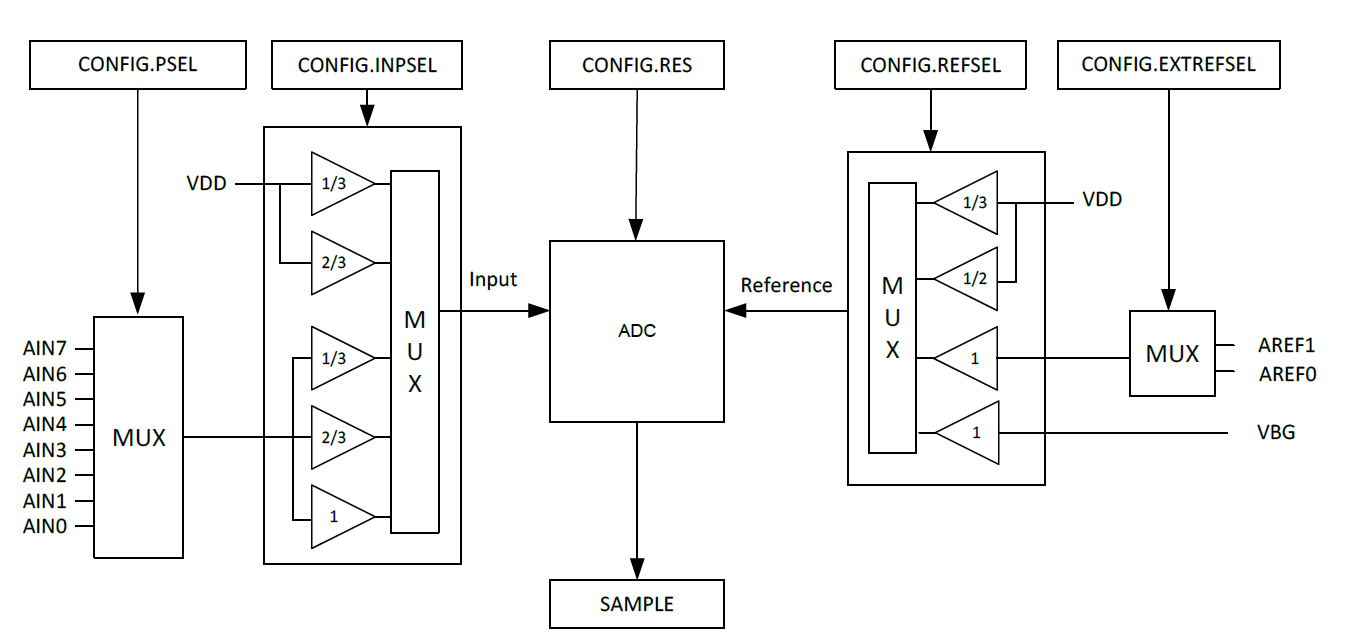 CONFIG.PSEL
CONFIG.INPSEL
CONFIG.RES
CONFIG.REFSEL
CONFIG.EXTREFSEL
VDD
1/3
2/3
1/3
2/3
1
M
U
X
Input
AIN7
AIN6
AIN5
AIN4
AIN3
AIN2
AIN1
AIN0
MUX
ADC
Reference
M
U
X
1/3
1/2
1
1
VDD
MUX
AREF1
AREF0
VBG
SAMPLE